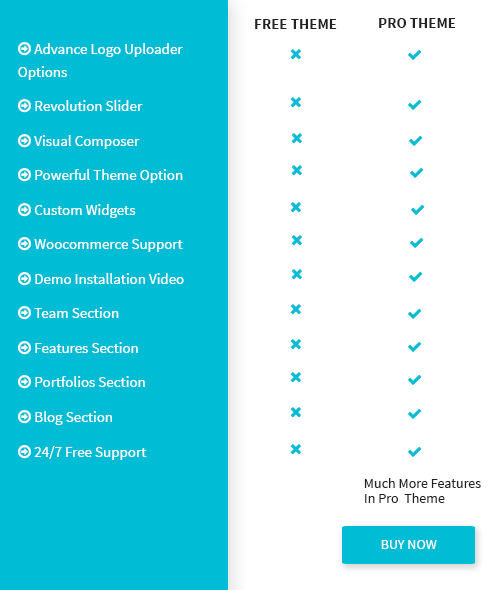 FREE THEME
PRO THEME
Advance Logo Uploader
Options
Revolution Slider
Visual Composer
Powerful Theme Option
Custom Widgets
Woocommerce Support
Demo Installation Video
Team Section
Features Section
Portfolios Section
Blog Section
24/7 Free Support
Much More Features
In Pro Theme
BUY NOW